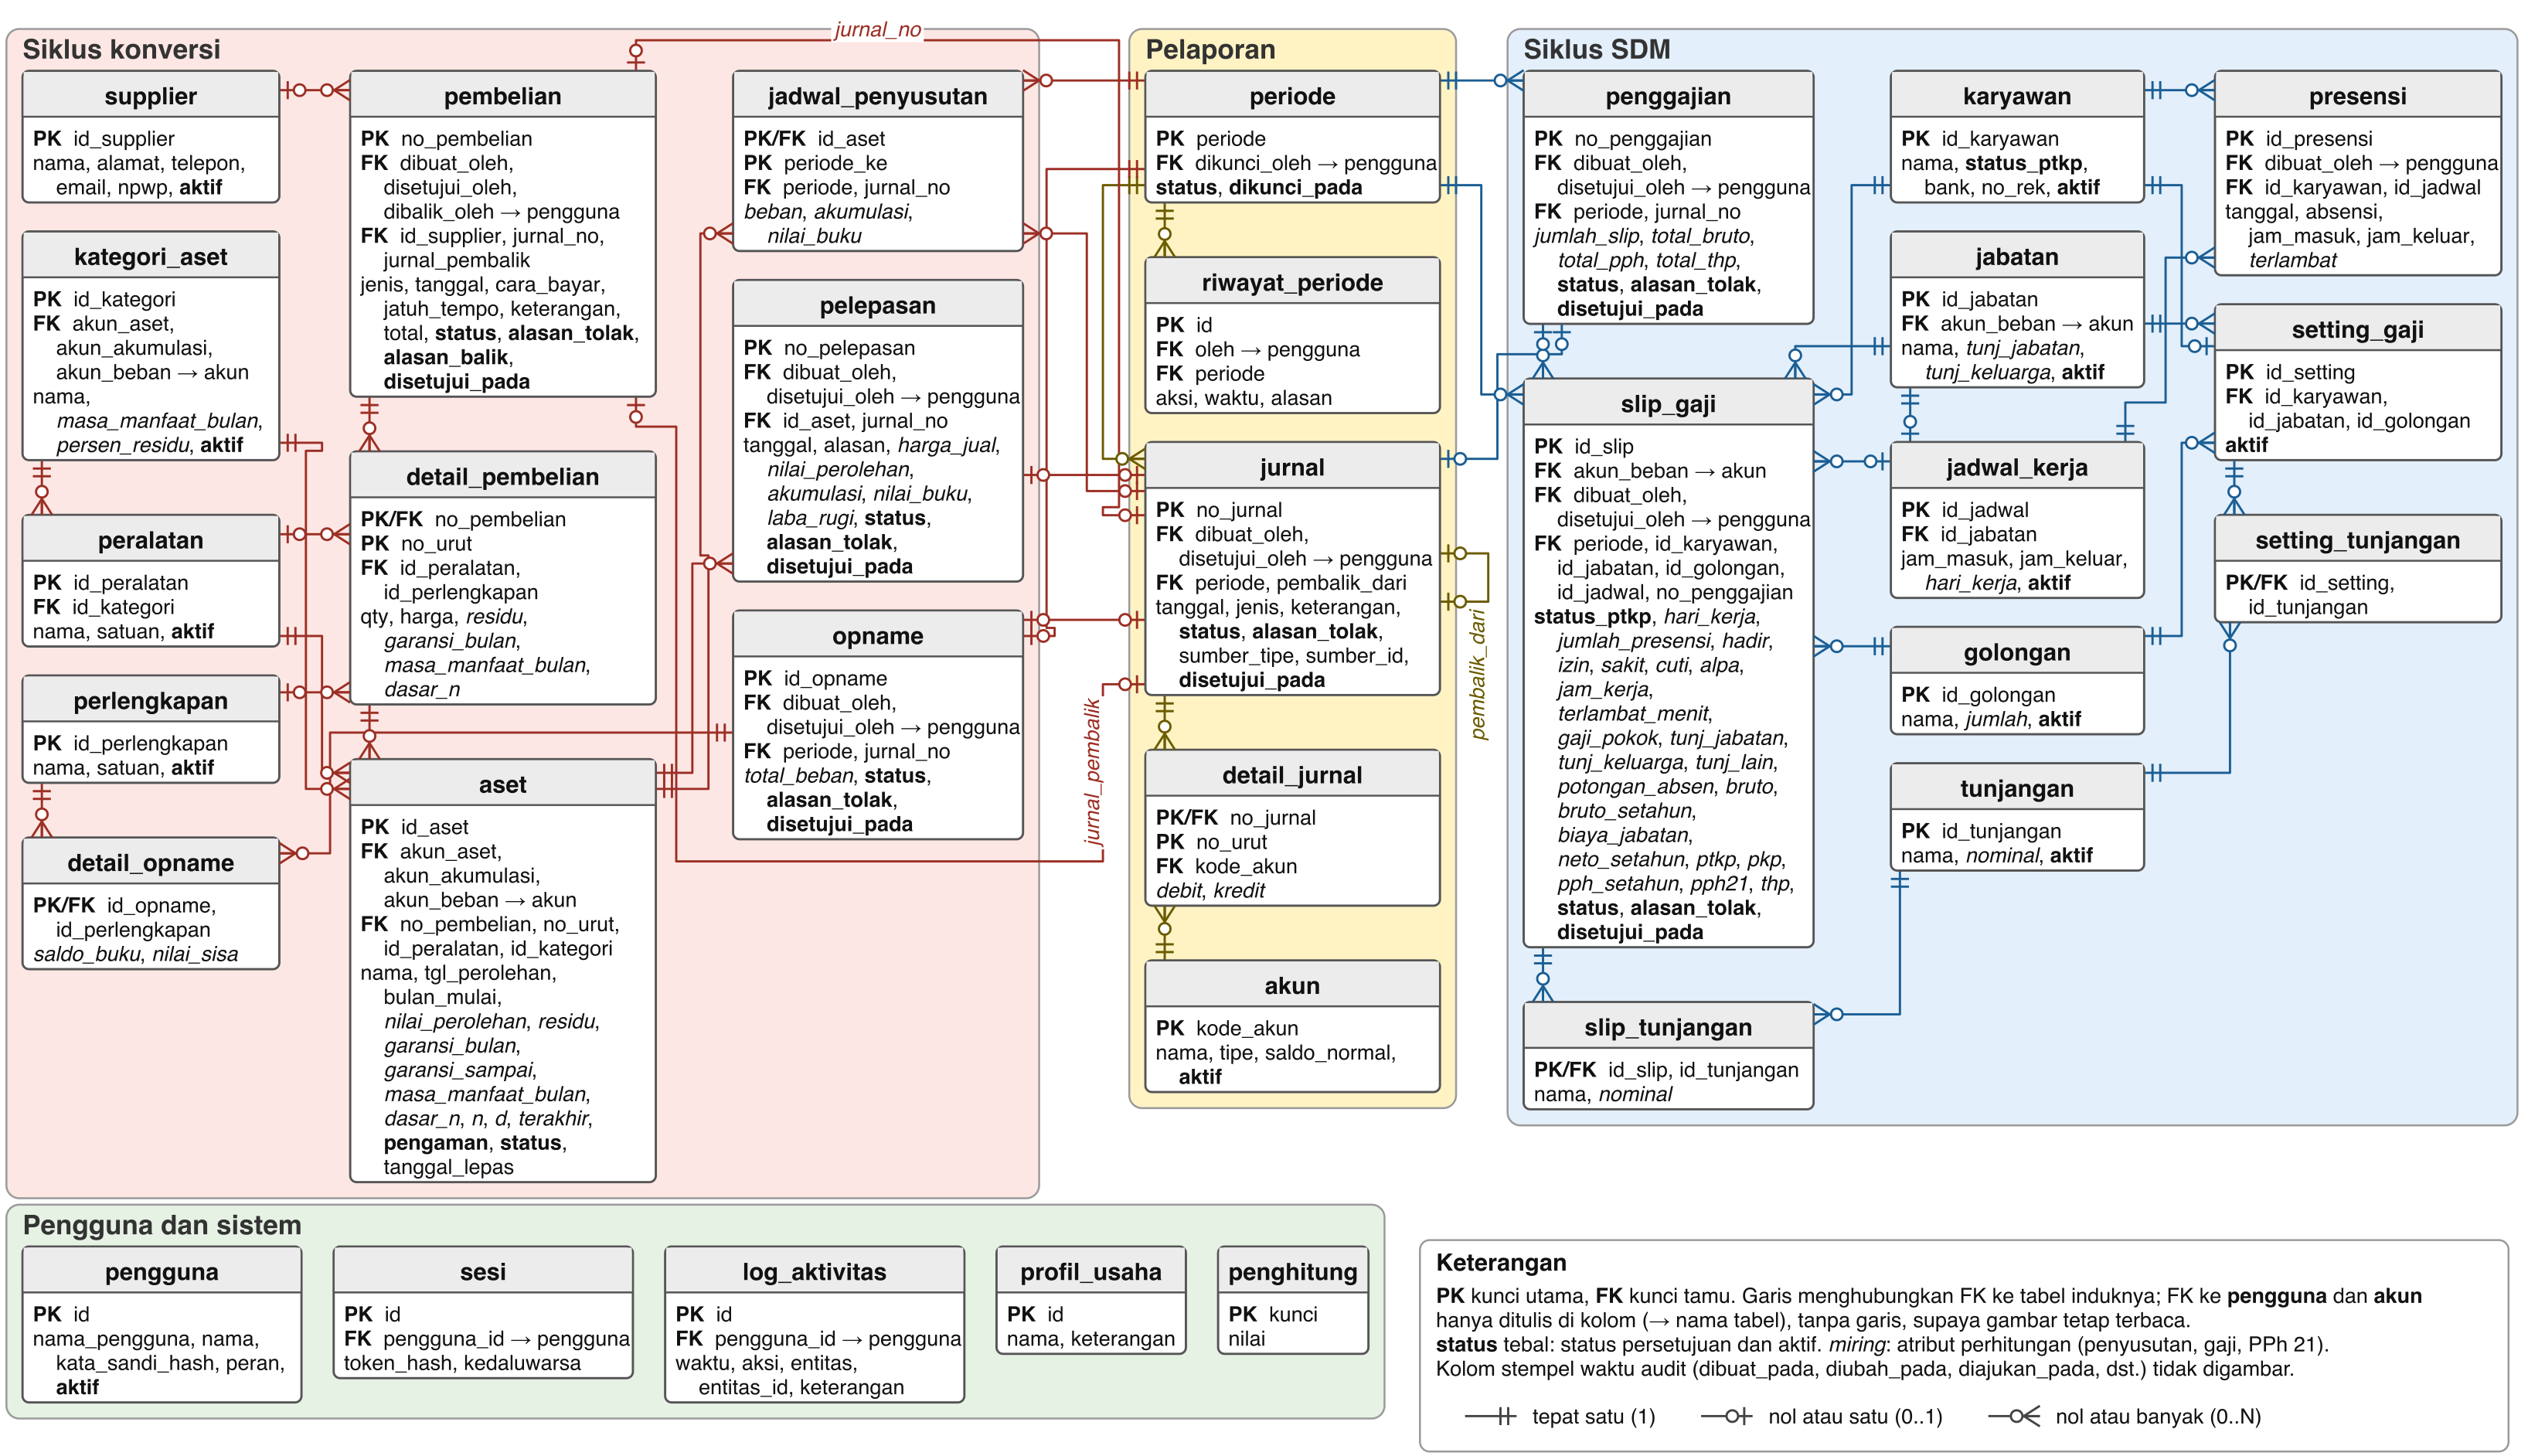 jurnal_no
Siklus konversi
supplier
PK id_supplier
nama, alamat, telepon,
email, npwp, aktif
kategori_aset
PK id_kategori
FK akun_aset,
akun_akumulasi,
akun_beban → akun
nama,
masa_manfaat_bulan,
persen_residu, aktif
peralatan
PK id_peralatan
FK id_kategori
nama, satuan, aktif
perlengkapan
PK id_perlengkapan
nama, satuan, aktif
detail_opname
PK/FK id_opname,
id_perlengkapan
saldo_buku, nilai_sisa
pembelian
PK no_pembelian
FK dibuat_oleh,
disetujui_oleh,
dibalik_oleh → pengguna
FK id_supplier, jurnal_no,
jurnal_pembalik
jenis, tanggal, cara_bayar,
jatuh_tempo, keterangan,
total, status, alasan_tolak,
alasan_balik,
disetujui_pada
detail_pembelian
PK/FK no_pembelian
PK no_urut
FK id_peralatan,
id_perlengkapan
qty, harga, residu,
garansi_bulan,
masa_manfaat_bulan,
dasar_n
aset
PK id_aset
FK akun_aset,
akun_akumulasi,
akun_beban → akun
FK no_pembelian, no_urut,
id_peralatan, id_kategori
nama, tgl_perolehan,
bulan_mulai,
nilai_perolehan, residu,
garansi_bulan,
garansi_sampai,
masa_manfaat_bulan,
dasar_n, n, d, terakhir,
pengaman, status,
tanggal_lepas
jadwal_penyusutan
PK/FK id_aset
PK periode_ke
FK periode, jurnal_no
beban, akumulasi,
nilai_buku
pelepasan
PK no_pelepasan
FK dibuat_oleh,
disetujui_oleh → pengguna
FK id_aset, jurnal_no
tanggal, alasan, harga_jual,
nilai_perolehan,
akumulasi, nilai_buku,
laba_rugi, status,
alasan_tolak,
disetujui_pada
opname
PK id_opname
FK dibuat_oleh,
disetujui_oleh → pengguna
FK periode, jurnal_no
total_beban, status,
alasan_tolak,
disetujui_pada
jurnal_pembalik
Pelaporan
periode
PK periode
FK dikunci_oleh → pengguna
status, dikunci_pada
riwayat_periode
PK id
FK oleh → pengguna
FK periode
aksi, waktu, alasan
jurnal
PK no_jurnal
FK dibuat_oleh,
disetujui_oleh → pengguna
FK periode, pembalik_dari
tanggal, jenis, keterangan,
status, alasan_tolak,
sumber_tipe, sumber_id,
disetujui_pada
pembalik_dari
detail_jurnal
PK/FK no_jurnal
PK no_urut
FK kode_akun
debit, kredit
akun
PK kode_akun
nama, tipe, saldo_normal,
aktif
Siklus SDM
penggajian
PK no_penggajian
FK dibuat_oleh,
disetujui_oleh → pengguna
FK periode, jurnal_no
jumlah_slip, total_bruto,
total_pph, total_thp,
status, alasan_tolak,
disetujui_pada
slip_gaji
PK id_slip
FK akun_beban → akun
FK dibuat_oleh,
disetujui_oleh → pengguna
FK periode, id_karyawan,
id_jabatan, id_golongan,
id_jadwal, no_penggajian
status_ptkp, hari_kerja,
jumlah_presensi, hadir,
izin, sakit, cuti, alpa,
jam_kerja,
terlambat_menit,
gaji_pokok, tunj_jabatan,
tunj_keluarga, tunj_lain,
potongan_absen, bruto,
bruto_setahun,
biaya_jabatan,
neto_setahun, ptkp, pkp,
pph_setahun, pph21, thp,
status, alasan_tolak,
disetujui_pada
slip_tunjangan
PK/FK id_slip, id_tunjangan
nama, nominal
karyawan
PK id_karyawan
nama, status_ptkp,
bank, no_rek, aktif
jabatan
PK id_jabatan
FK akun_beban → akun
nama, tunj_jabatan,
tunj_keluarga, aktif
jadwal_kerja
PK id_jadwal
FK id_jabatan
jam_masuk, jam_keluar,
hari_kerja, aktif
golongan
PK id_golongan
nama, jumlah, aktif
tunjangan
PK id_tunjangan
nama, nominal, aktif
presensi
PK id_presensi
FK dibuat_oleh → pengguna
FK id_karyawan, id_jadwal
tanggal, absensi,
jam_masuk, jam_keluar,
terlambat
setting_gaji
PK id_setting
FK id_karyawan,
id_jabatan, id_golongan
aktif
setting_tunjangan
PK/FK id_setting,
id_tunjangan
Pengguna dan sistem
pengguna
PK id
nama_pengguna, nama,
kata_sandi_hash, peran,
aktif
sesi
PK id
FK pengguna_id → pengguna
token_hash, kedaluwarsa
log_aktivitas
PK id
FK pengguna_id → pengguna
waktu, aksi, entitas,
entitas_id, keterangan
profil_usaha
PK id
nama, keterangan
penghitung
PK kunci
nilai
Keterangan
PK kunci utama, FK kunci tamu. Garis menghubungkan FK ke tabel induknya; FK ke pengguna dan akun
hanya ditulis di kolom (→ nama tabel), tanpa garis, supaya gambar tetap terbaca.
status tebal: status persetujuan dan aktif. miring: atribut perhitungan (penyusutan, gaji, PPh 21).
Kolom stempel waktu audit (dibuat_pada, diubah_pada, diajukan_pada, dst.) tidak digambar.
tepat satu (1)
nol atau satu (0..1)
nol atau banyak (0..N)